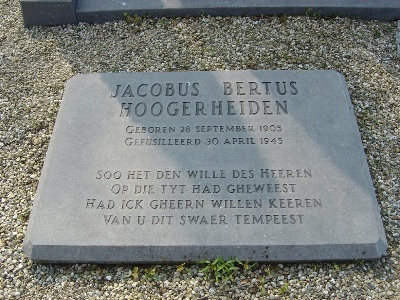 JACOBUS BERTUS
HOOGERHEIDEN
GEBOREN 28 SEPTEMBER 1905
GEFUSILLEERD 30 APRIL 1945
SOO HET DEN WILLE DES HEEREN
OP DIE TYT HAD GHEWEEST
HAD ICK GHEERN WILLEN KEEREN
VAN U DIT SWAER TEMPEEST